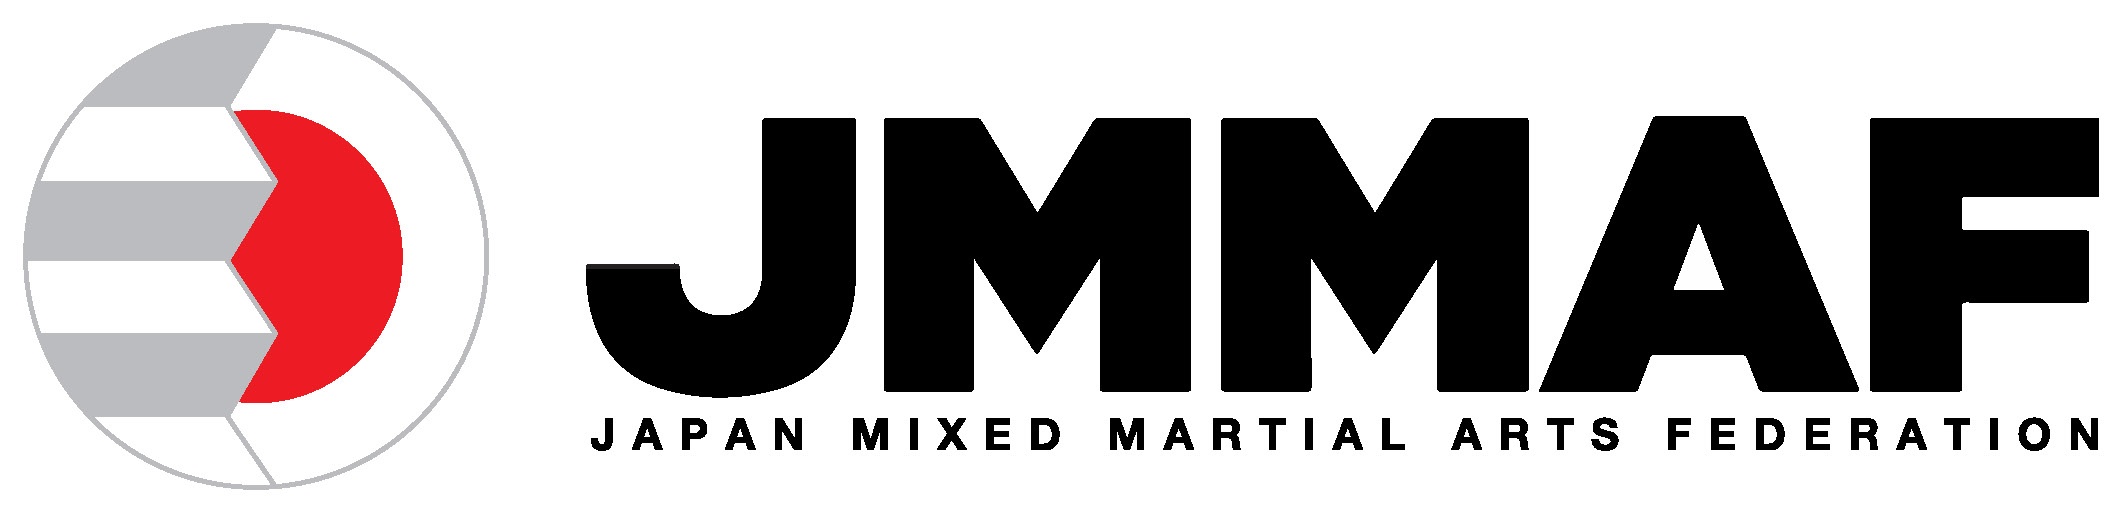 JMMAF
JAPAN MIXED MARTIAL ARTS FEDERATION